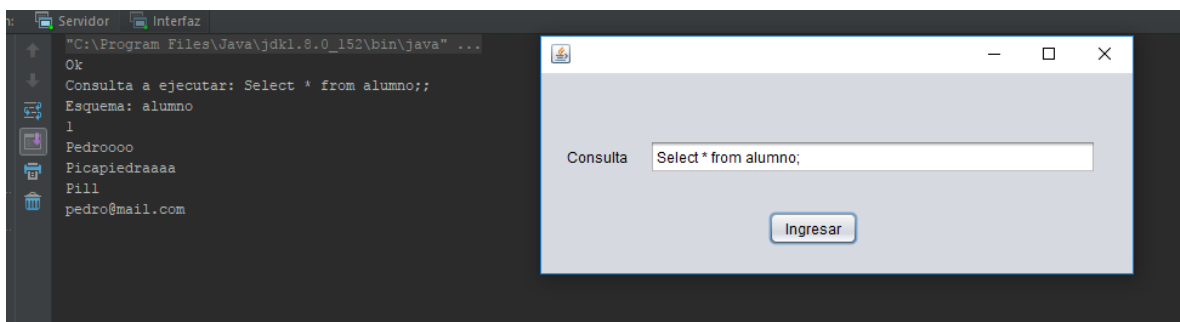 n: Servidor Interfaz
"C:\Program Files\Java\jdk1.8.0_152\bin\java" ...
Ok
Consulta a ejecutar: Select * from alumno;;
Esquema: alumno
1
Pedroooo
Picapiedraaaa
Pill
pedro@mail.com
Consulta Select * from alumno;
Ingresar